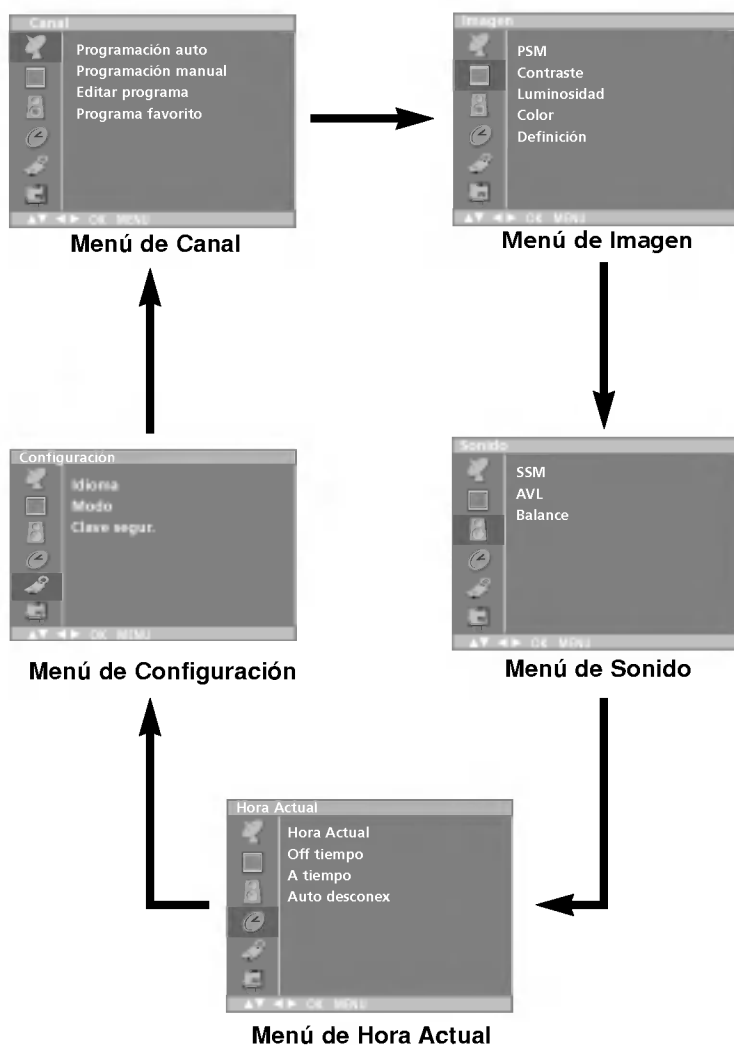 Canal
Programación auto
Programación manual
Editar programa
Programa favorito
▲▼ ◄► OK MENU
Menú de Canal
Imagen
PSM
Contraste
Luminosidad
Color
Definición
▲▼ ◄► OK MENU
Menú de Imagen
Sonido
SSM
AVL
Balance
▲▼ ◄► OK MENU
Menú de Sonido
Hora Actual
Hora Actual
Off tiempo
A tiempo
Auto desconex
▲▼ ◄► OK MENU
Menú de Hora Actual
Configuración
Idioma
Modo
Clave segur.
▲▼ ◄► OK MENU
Menú de Configuración